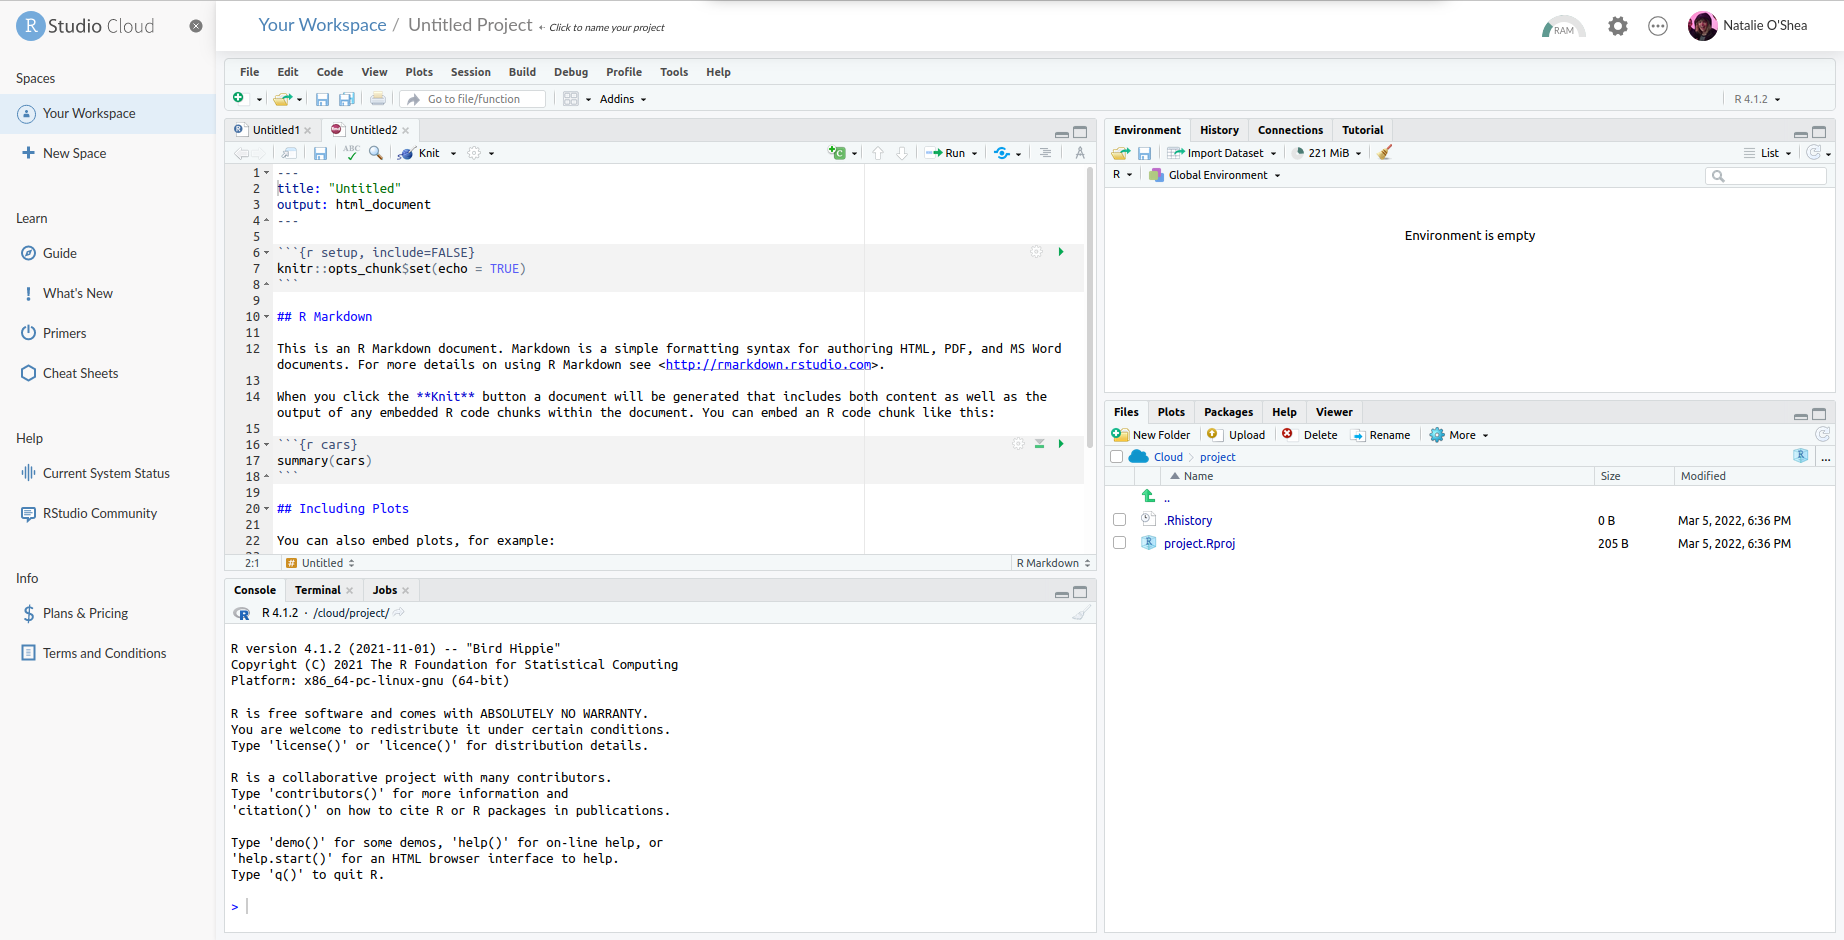 R Studio Cloud
Your Workspace / Untitled Project ← Click to name your project
RAM
Natalie O'Shea
Spaces
Your Workspace
New Space
Learn
Guide
What's New
Primers
Cheat Sheets
Help
Current System Status
RStudio Community
Info
Plans & Pricing
Terms and Conditions
File Edit Code View Plots Session Build Debug Profile Tools Help
Go to file/function Addins R 4.1.2
Untitled1 Untitled2
ABC Knit Run
1 ---
2 title: "Untitled"
3 output: html_document
4 ---
5
6 ```{r setup, include=FALSE}
7 knitr::opts_chunk$set(echo = TRUE)
8 ```
9
10 ## R Markdown
11
12 This is an R Markdown document. Markdown is a simple formatting syntax for authoring HTML, PDF, and MS Word
documents. For more details on using R Markdown see <http://rmarkdown.rstudio.com>.
13
14 When you click the **Knit** button a document will be generated that includes both content as well as the
output of any embedded R code chunks within the document. You can embed an R code chunk like this:
15
16 ```{r cars}
17 summary(cars)
18 ```
19
20 ## Including Plots
21
22 You can also embed plots, for example:
2:1 # Untitled R Markdown
Console Terminal Jobs
R 4.1.2 · /cloud/project/
R version 4.1.2 (2021-11-01) -- "Bird Hippie"
Copyright (C) 2021 The R Foundation for Statistical Computing
Platform: x86_64-pc-linux-gnu (64-bit)
R is free software and comes with ABSOLUTELY NO WARRANTY.
You are welcome to redistribute it under certain conditions.
Type 'license()' or 'licence()' for distribution details.
R is a collaborative project with many contributors.
Type 'contributors()' for more information and
'citation()' on how to cite R or R packages in publications.
Type 'demo()' for some demos, 'help()' for on-line help, or
'help.start()' for an HTML browser interface to help.
Type 'q()' to quit R.
>
Environment History Connections Tutorial
Import Dataset 221 MiB List
R Global Environment
Environment is empty
Files Plots Packages Help Viewer
New Folder Upload Delete Rename More
Cloud > project ...
Name Size Modified
..
.Rhistory 0 B Mar 5, 2022, 6:36 PM
project.Rproj 205 B Mar 5, 2022, 6:36 PM